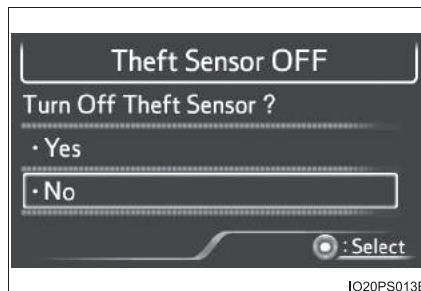 Theft Sensor OFF
Turn Off Theft Sensor ?
· Yes
· No
: Select
IO20PS013E